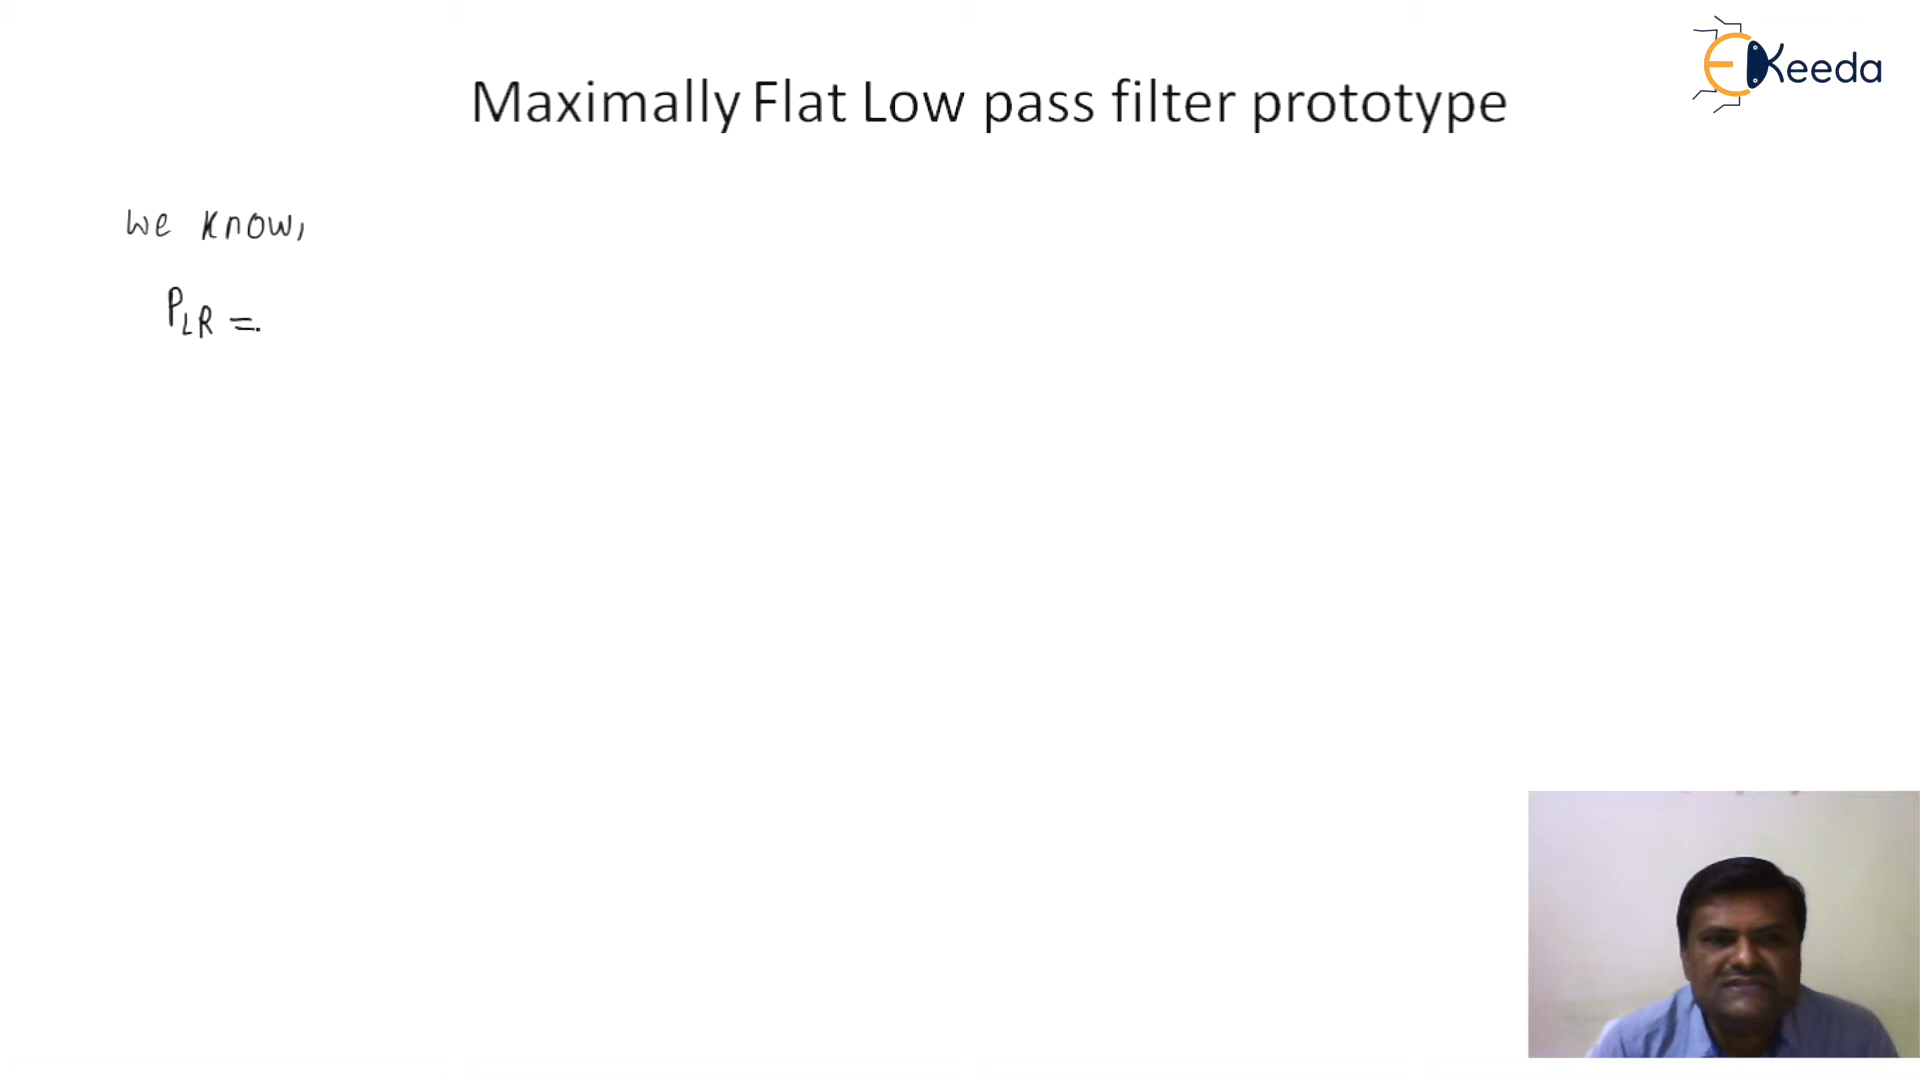 EKeeda
Maximally Flat Low pass filter prototype
We know,
PLR =